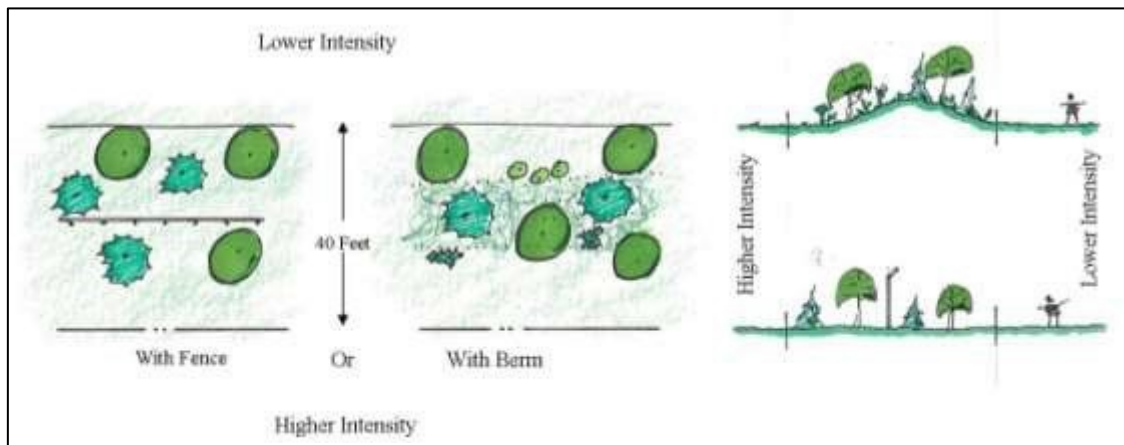 Lower Intensity
40 Feet
With Fence
Or
With Berm
Higher Intensity
Higher Intensity
Lower Intensity